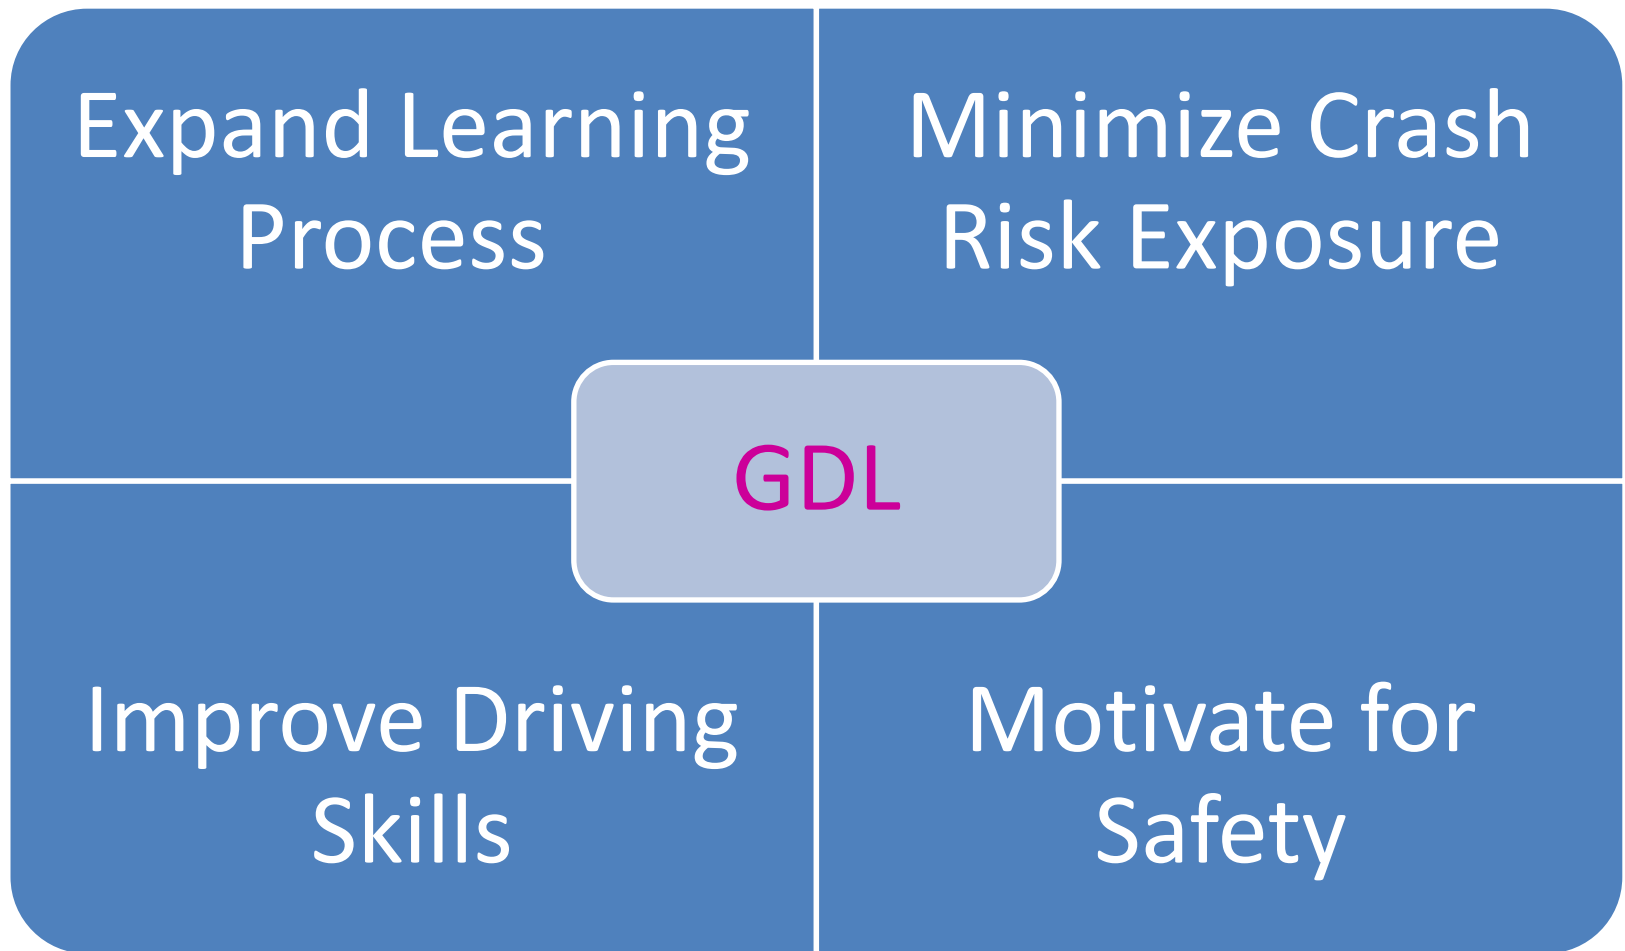 Expand Learning
Process
Minimize Crash
Risk Exposure
GDL
Improve Driving
Skills
Motivate for
Safety